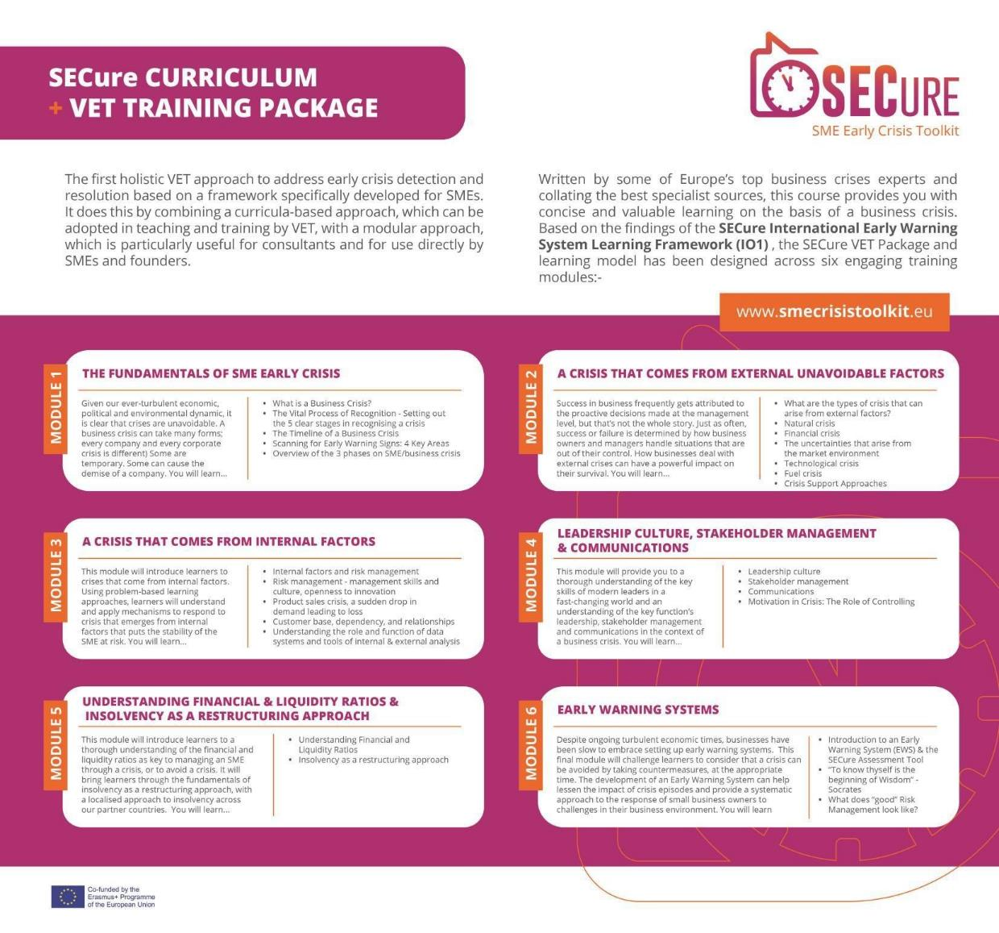 SECure CURRICULUM
+ VET TRAINING PACKAGE
SECURE
SME Early Crisis Toolkit
The first holistic VET approach to address early crisis detection and
resolution based on a framework specifically developed for SMEs.
It does this by combining a curricula-based approach, which can be
adopted in teaching and training by VET, with a modular approach,
which is particularly useful for consultants and for use directly by
SMEs and founders.
Written by some of Europe's top business crises experts and
collating the best specialist sources, this course provides you with
concise and valuable learning on the basis of a business crisis.
Based on the findings of the SECure International Early Warning
System Learning Framework (IO1) , the SECure VET Package and
learning model has been designed across six engaging training
modules:-
www.smecrisistoolkit.eu
MODULE 1
THE FUNDAMENTALS OF SME EARLY CRISIS
Given our ever-turbulent economic,
political and environmental dynamic, it
is clear that crises are unavoidable. A
business crisis can take many forms;
every company and every corporate
crisis is different) Some are
temporary. Some can cause the
demise of a company. You will learn...
• What is a Business Crisis?
• The Vital Process of Recognition - Setting out
the 5 clear stages in recognising a crisis
• The Timeline of a Business Crisis
• Scanning for Early Warning Signs: 4 Key Areas
• Overview of the 3 phases on SME/business crisis
MODULE 2
A CRISIS THAT COMES FROM EXTERNAL UNAVOIDABLE FACTORS
Success in business frequently gets attributed to
the proactive decisions made at the management
level, but that's not the whole story. Just as often,
success or failure is determined by how business
owners and managers handle situations that are
out of their control. How businesses deal with
external crises can have a powerful impact on
their survival. You will learn...
• What are the types of crisis that can
arise from external factors?
• Natural crisis
• Financial crisis
• The uncertainties that arise from
the market environment
• Technological crisis
• Fuel crisis
• Crisis Support Approaches
MODULE 3
A CRISIS THAT COMES FROM INTERNAL FACTORS
This module will introduce learners to
crises that come from internal factors.
Using problem-based learning
approaches, learners will understand
and apply mechanisms to respond to
crisis that emerges from internal
factors that puts the stability of the
SME at risk. You will learn...
• Internal factors and risk management
• Risk management - management skills and
culture, openness to innovation
• Product sales crisis, a sudden drop in
demand leading to loss
• Customer base, dependency, and relationships
• Understanding the role and function of data
systems and tools of internal & external analysis
MODULE 4
LEADERSHIP CULTURE, STAKEHOLDER MANAGEMENT
& COMMUNICATIONS
This module will provide you to a
thorough understanding of the key
skills of modern leaders in a
fast-changing world and an
understanding of the key function's
leadership, stakeholder management
and communications in the context of
a business crisis. You will learn...
• Leadership culture
• Stakeholder management
• Communications
• Motivation in Crisis: The Role of Controlling
MODULE 5
UNDERSTANDING FINANCIAL & LIQUIDITY RATIOS &
INSOLVENCY AS A RESTRUCTURING APPROACH
This module will introduce learners to a
thorough understanding of the financial and
liquidity ratios as key to managing an SME
through a crisis, or to avoid a crisis. It will
bring learners through the fundamentals of
insolvency as a restructuring approach, with
a localised approach to insolvency across
our partner countries. You will learn...
• Understanding Financial and
Liquidity Ratios
• Insolvency as a restructuring approach
MODULE 6
EARLY WARNING SYSTEMS
Despite ongoing turbulent economic times, businesses have
been slow to embrace setting up early warning systems. This
final module will challenge learners to consider that a crisis can
be avoided by taking countermeasures, at the appropriate
time. The development of an Early Warning System can help
lessen the impact of crisis episodes and provide a systematic
approach to the response of small business owners to
challenges in their business environment. You will learn
• Introduction to an Early
Warning System (EWS) & the
SECure Assessment Tool
• "To know thyself is the
beginning of Wisdom" -
Socrates
• What does "good" Risk
Management look like?
Co-funded by the
Erasmus+ Programme
of the European Union